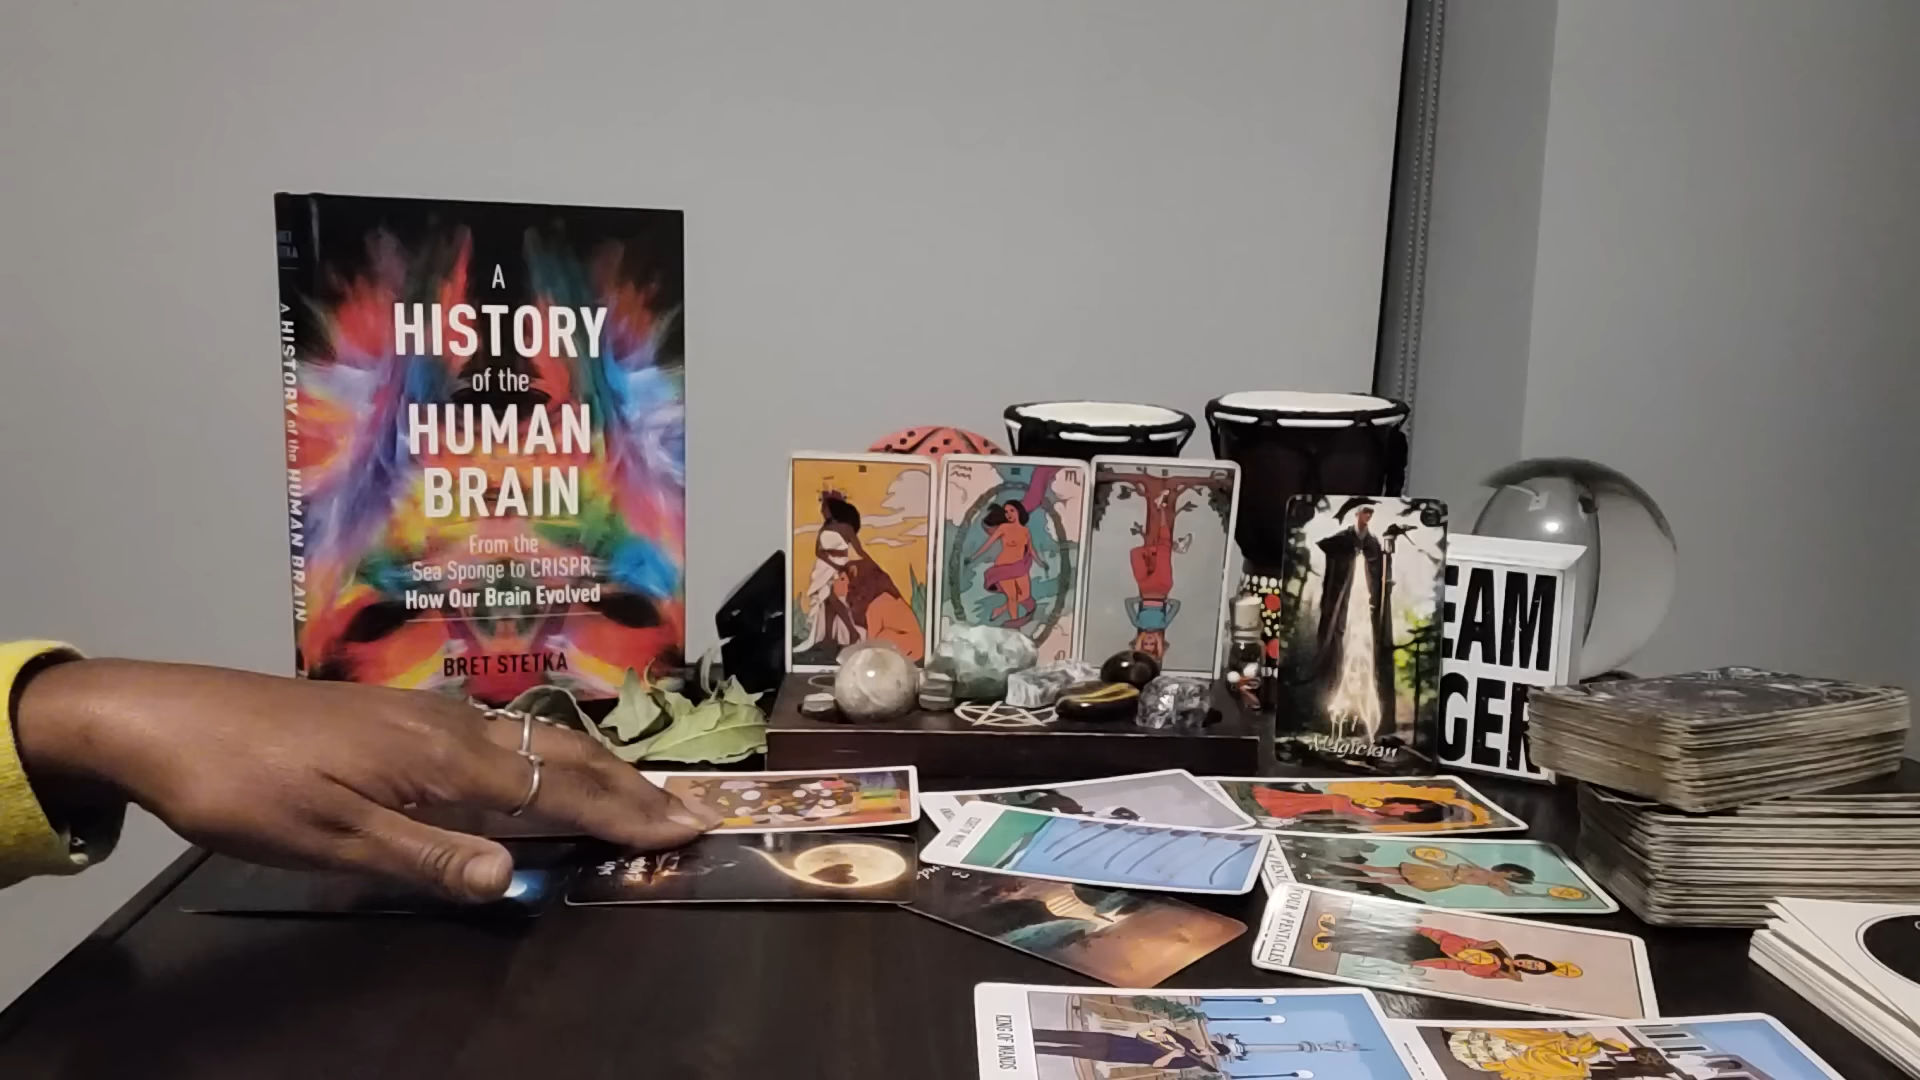 A
HISTORY
of the
HUMAN
BRAIN
From the
Sea Sponge to CRISPR,
How Our Brain Evolved
BRET STETKA
A HISTORY of the HUMAN BRAIN
Magician
EAM
GER
FOUR of PENTACLES
KING OF WANDS